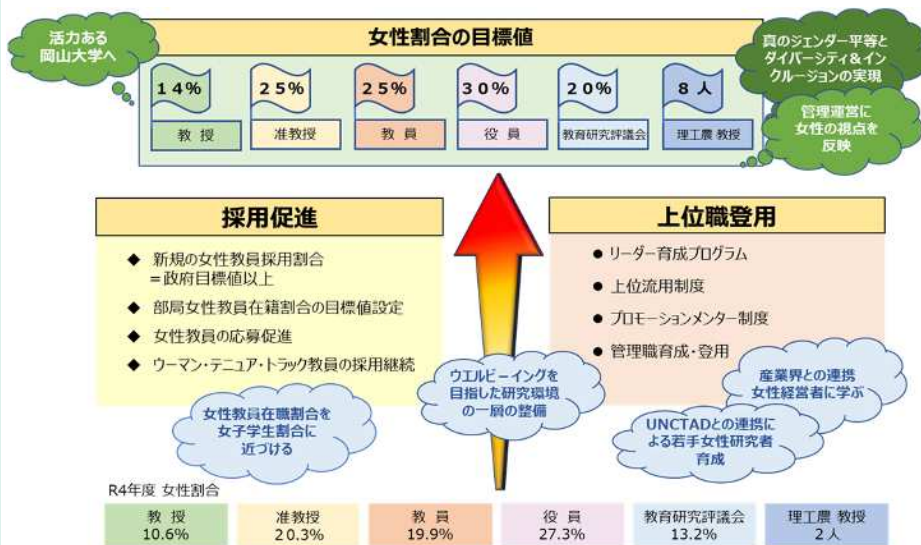 活力ある
岡山大学へ
女性割合の目標値
真のジェンダー平等と
ダイバーシティ&イン
クルージョンの実現
管理運営に
女性の視点を
反映
14%
25%
25%
30%
20%
8人
教 授
准教授
教 員
役 員
教育研究評議会
理工農 教授
採用促進
◆ 新規の女性教員採用割合
=政府目標値以上
◆ 部局女性教員在籍割合の目標値設定
◆ 女性教員の応募促進
◆ ウーマン・テニュア・トラック教員の採用継続
女性教員在職割合を
女子学生割合に
近づける
ウエルビーイングを
目指した研究環境
の一層の整備
上位職登用
● リーダー育成プログラム
● 上位流用制度
● プロモーションメンター制度
● 管理職育成・登用
産業界との連携
女性経営者に学ぶ
UNCTADとの連携に
よる若手女性研究者
育成
R4年度 女性割合
教 授
10.6%
准教授
20.3%
教 員
19.9%
役 員
27.3%
教育研究評議会
13.2%
理工農 教授
2人